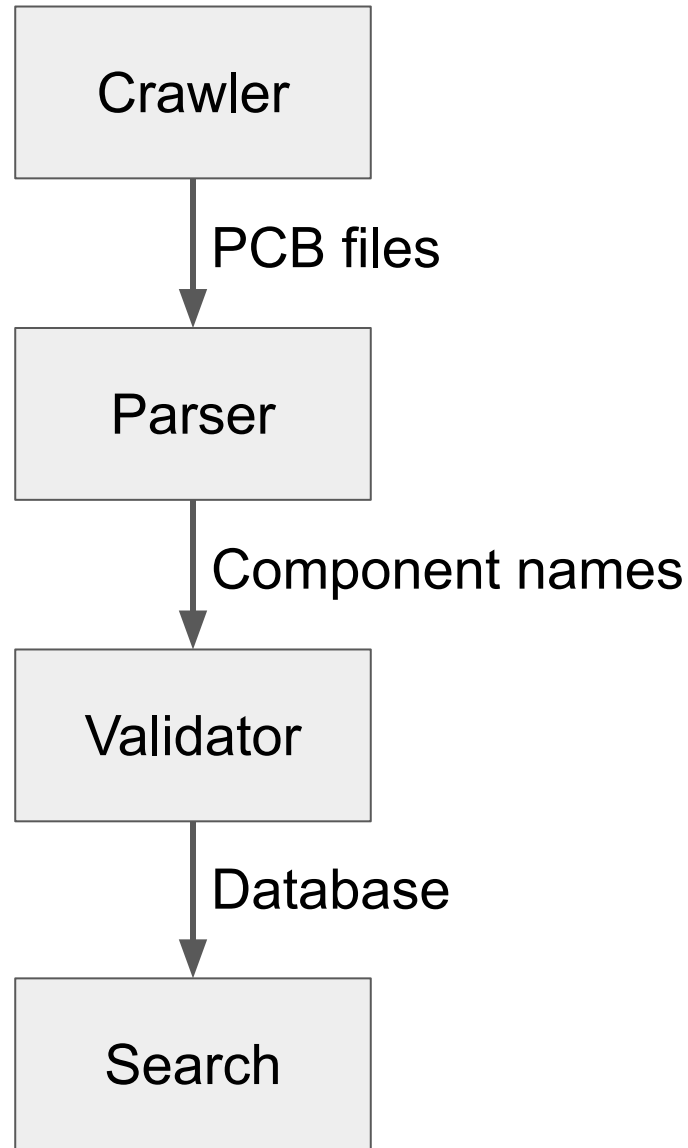 Crawler
PCB files
Parser
Component names
Validator
Database
Search